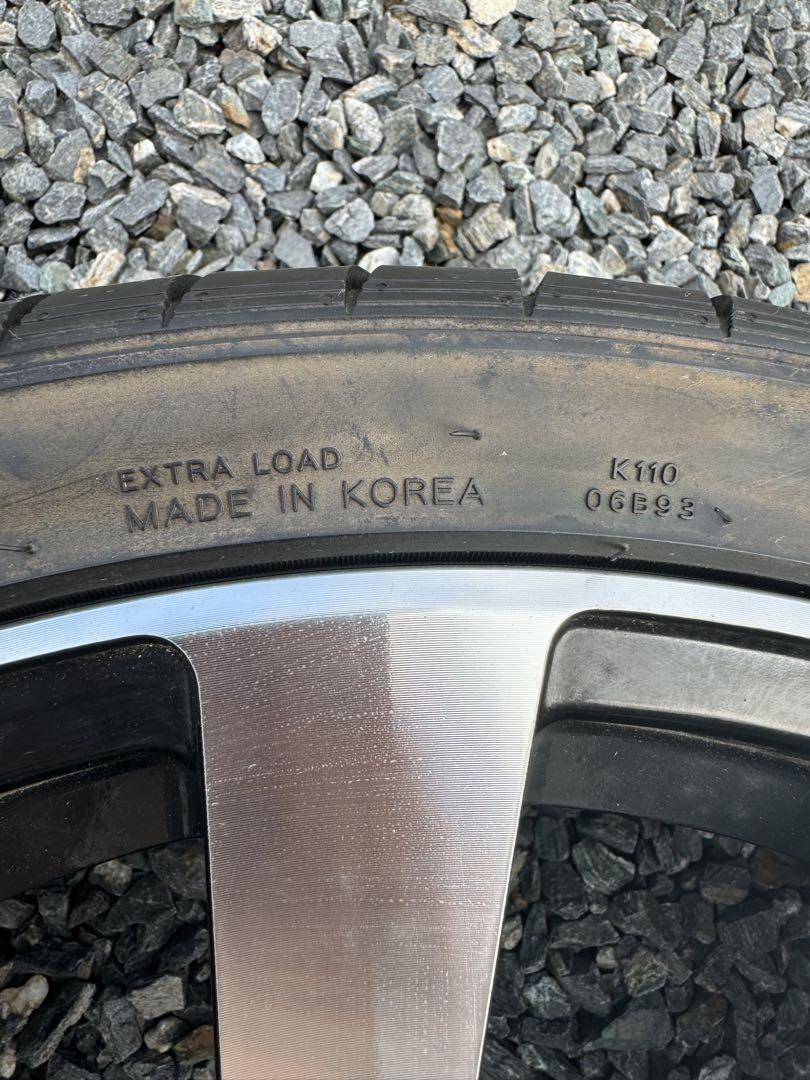 EXTRA LOAD
MADE IN KOREA
K110
06B93